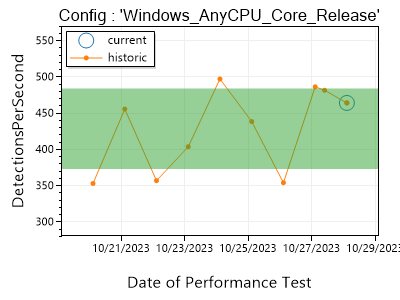 Config : 'Windows_AnyCPU_Core_Release'
current
historic
DetectionsPerSecond
550
500
450
400
350
300
10/21/2023
10/23/2023
10/25/2023
10/27/2023
10/29/2023
Date of Performance Test